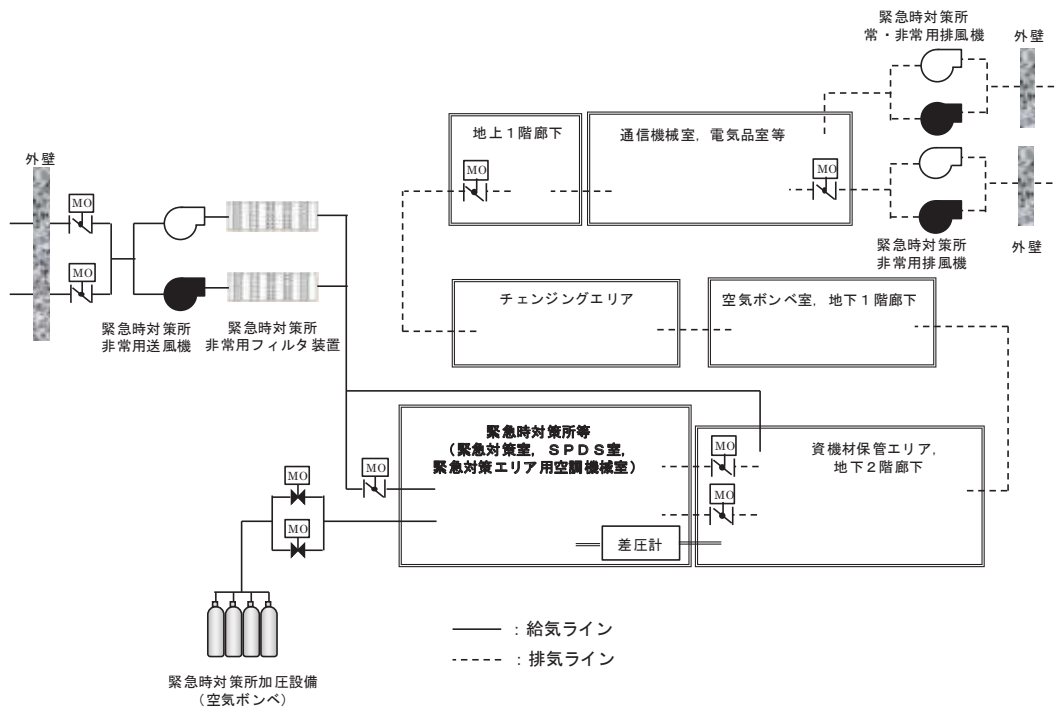 緊急時対策所
常・非常用排風機
外壁
地上１階廊下
通信機械室，電気品室等
MO
MO
外壁
MO
MO
緊急時対策所
非常用排風機
外壁
緊急時対策所
非常用送風機
緊急時対策所
非常用フィルタ装置
チェンジングエリア
空気ボンベ室，地下１階廊下
緊急時対策所等
（緊急対策室，ＳＰＤＳ室，
緊急対策エリア用空調機械室）
資機材保管エリア，
地下２階廊下
MO
MO
MO
MO
MO
差圧計
：給気ライン
：排気ライン
緊急時対策所加圧設備
（空気ボンベ）